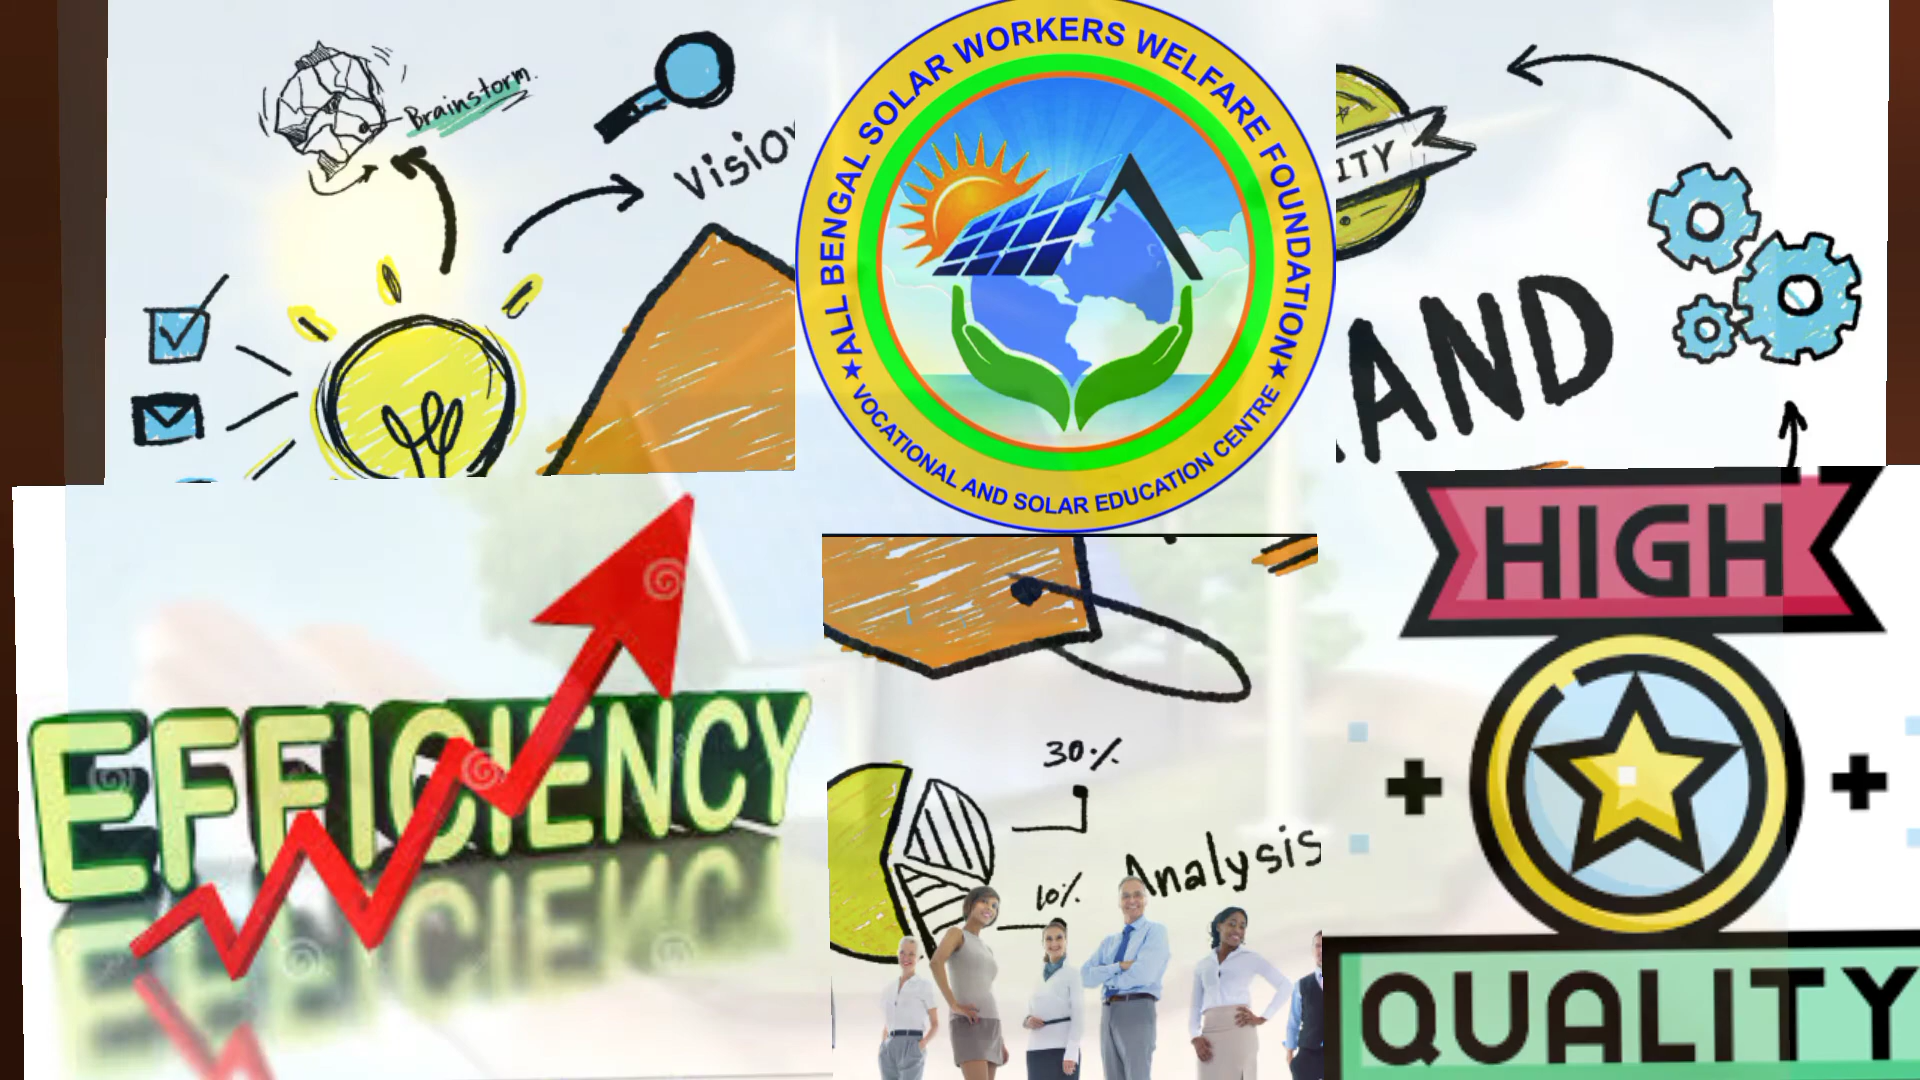 Brainstorm.
Vision
ALL BENGAL SOLAR WORKERS WELFARE FOUNDATION
VOCATIONAL AND SOLAR EDUCATION CENTRE
ITY
AND
EFFICIENCY
30%
10%
Analysis
HIGH
QUALITY